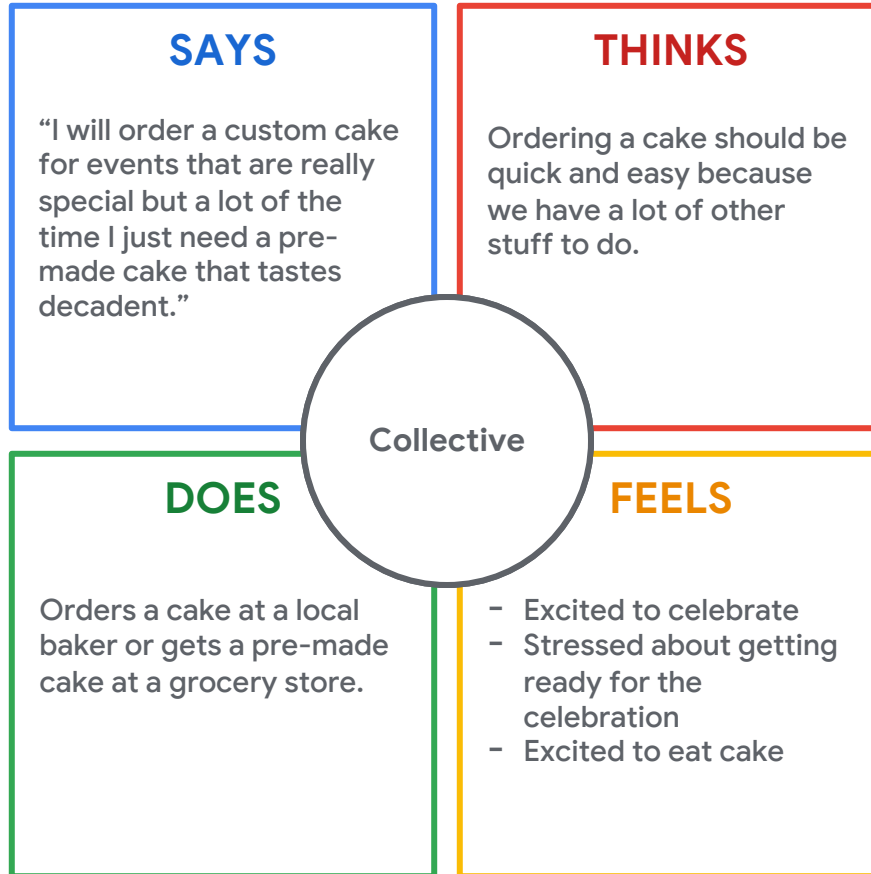 SAYS
“I will order a custom cake
for events that are really
special but a lot of the
time I just need a pre-
made cake that tastes
decadent.”
THINKS
Ordering a cake should be
quick and easy because
we have a lot of other
stuff to do.
Collective
DOES
Orders a cake at a local
baker or gets a pre-made
cake at a grocery store.
FEELS
- Excited to celebrate
- Stressed about getting
ready for the
celebration
- Excited to eat cake